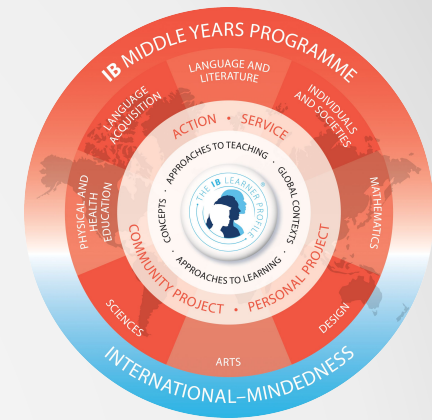 IB MIDDLE YEARS PROGRAMME
LANGUAGE AND
LITERATURE
INDIVIDUALS
AND SOCIETIES
MATHEMATICS
DESIGN
ARTS
SCIENCES
PHYSICAL AND
HEALTH
EDUCATION
LANGUAGE
ACQUISITION
ACTION • SERVICE
COMMUNITY PROJECT • PERSONAL PROJECT
APPROACHES TO TEACHING · GLOBAL CONTEXTS · APPROACHES TO LEARNING · CONCEPTS ·
THE IB LEARNER PROFILE
®
INTERNATIONAL–MINDEDNESS